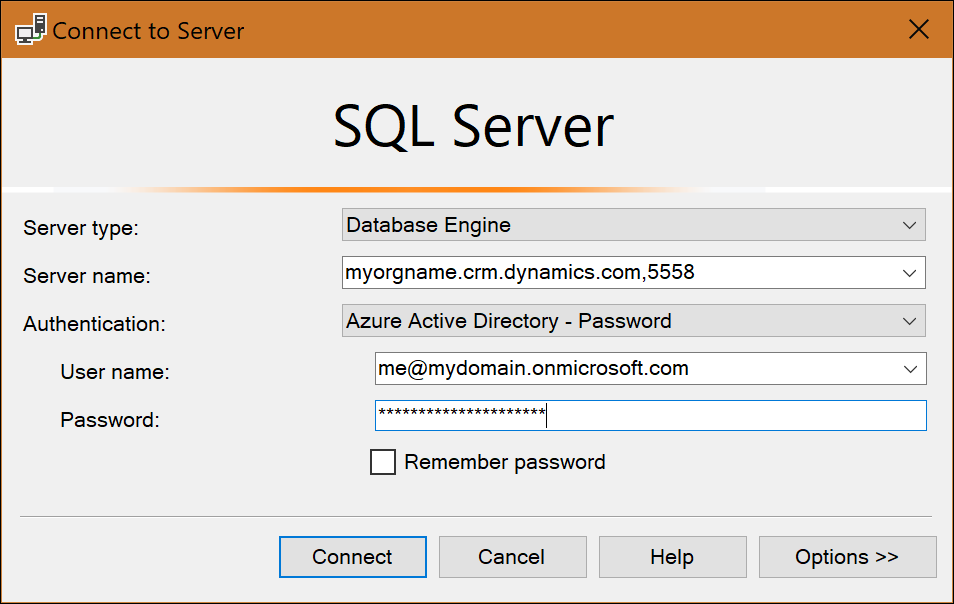 Connect to Server
SQL Server
Server type: Database Engine
Server name: myorgname.crm.dynamics.com,5558
Authentication: Azure Active Directory - Password
User name: me@mydomain.onmicrosoft.com
Password: *********************
Remember password
Connect Cancel Help Options >>